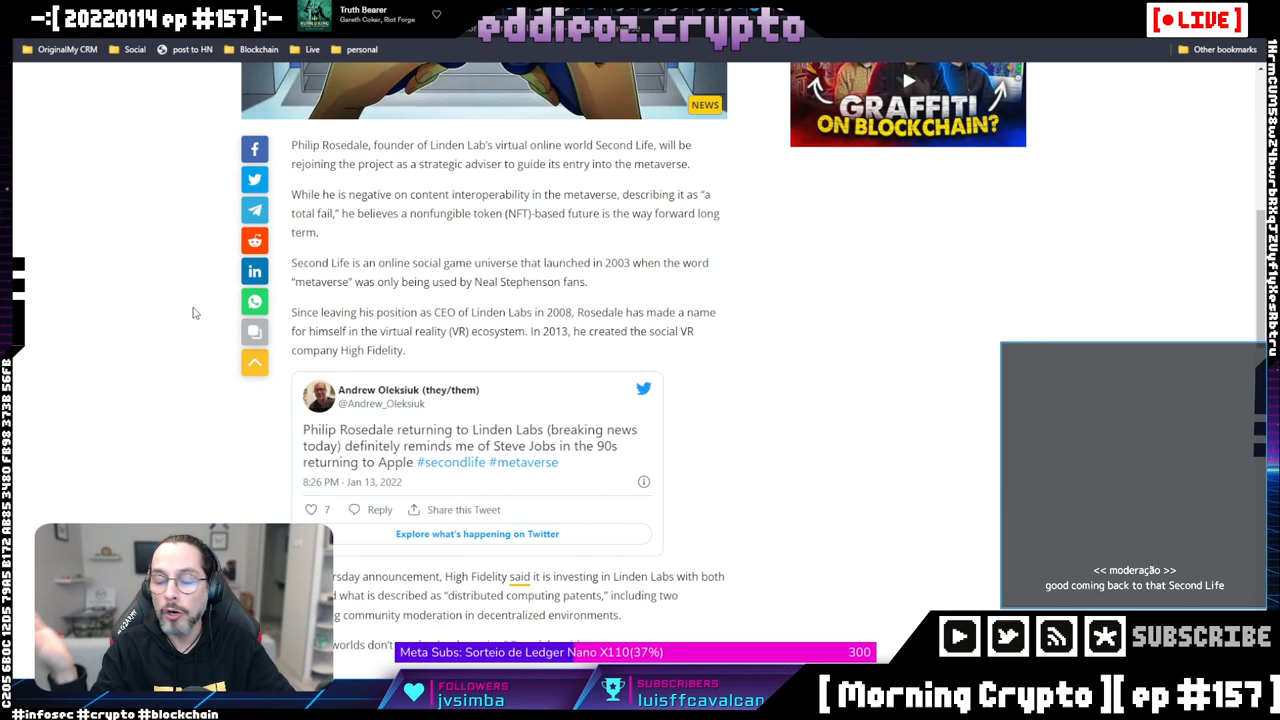 -:[ 20220114 ep #157]:-
Truth Bearer
Gareth Coker, Riot Forge
eddieoz.crypto
[● LIVE]
OriginalMy CRM
Social
post to HN
Blockchain
Live
personal
Other bookmarks
NEWS
GRAFFITI
ON BLOCKCHAIN?
Philip Rosedale, founder of Linden Lab's virtual online world Second Life, will be
rejoining the project as a strategic adviser to guide its entry into the metaverse.
While he is negative on content interoperability in the metaverse, describing it as “a
total fail,” he believes a nonfungible token (NFT)-based future is the way forward long
term.
Second Life is an online social game universe that launched in 2003 when the word
“metaverse” was only being used by Neal Stephenson fans.
Since leaving his position as CEO of Linden Labs in 2008, Rosedale has made a name
for himself in the virtual reality (VR) ecosystem. In 2013, he created the social VR
company High Fidelity.
Andrew Oleksiuk (they/them)
@Andrew_Oleksiuk
Philip Rosedale returning to Linden Labs (breaking news
today) definitely reminds me of Steve Jobs in the 90s
returning to Apple #secondlife #metaverse
8:26 PM · Jan 13, 2022
7 Reply Share this Tweet
Explore what's happening on Twitter
rsday announcement, High Fidelity said it is investing in Linden Labs with both
what is described as “distributed computing patents,” including two
community moderation in decentralized environments.
worlds don't
<< moderação >>
good coming back to that Second Life
Meta Subs: Sorteio de Ledger Nano X110(37%) 300
FOLLOWERS
jvsimba
SUBSCRIBERS
luisffcavalcan
SUBSCRIBE
[ Morning Crypto ][ ep #157 ]
#infosec #crypto #blockchain
C505 5B0C 12D5 79A5 B172 AB85 3480 FB98 373B 56FB